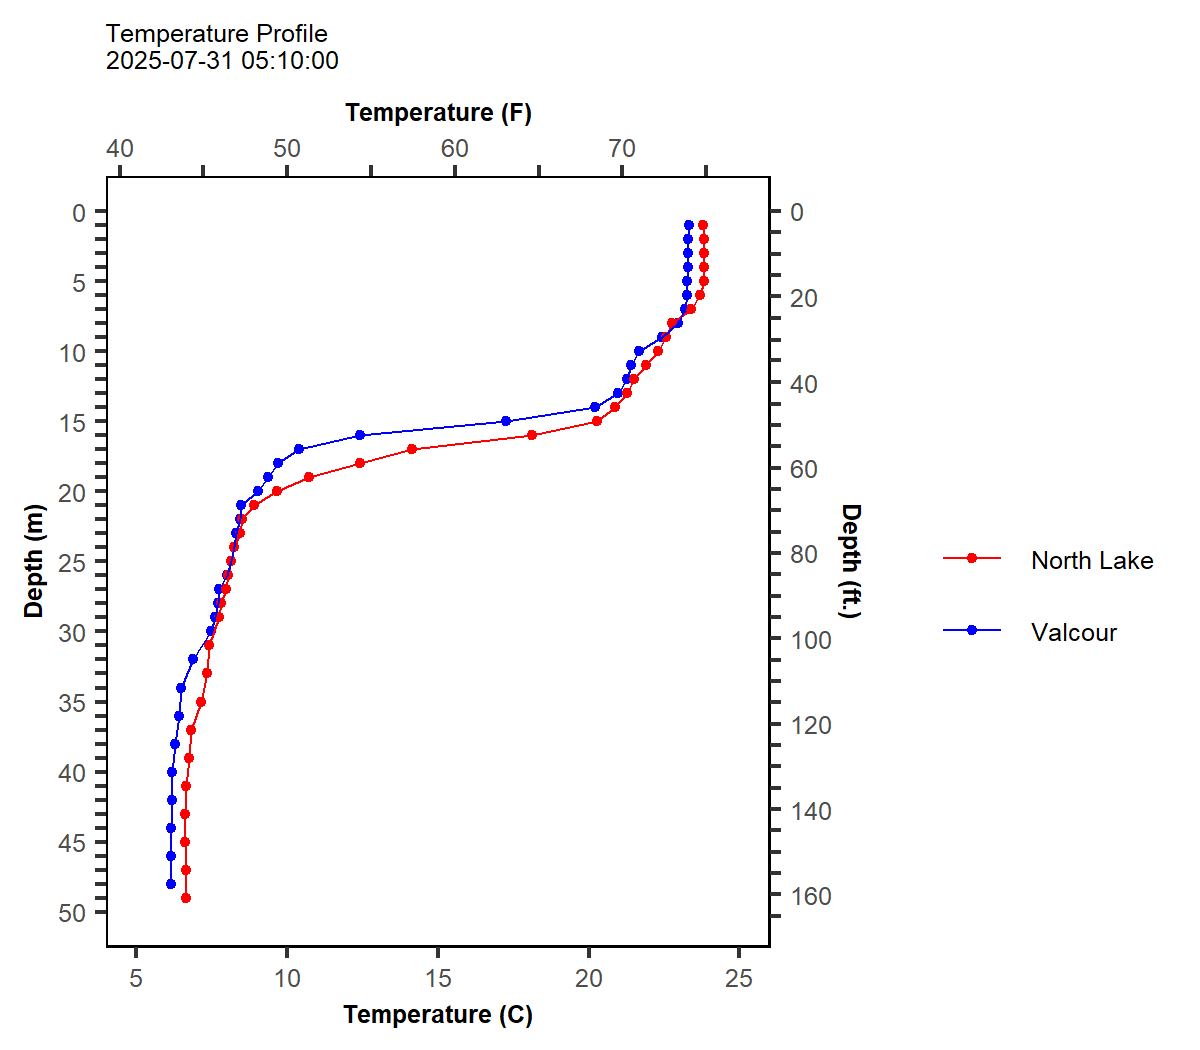 Temperature Profile
2025-07-31 05:10:00
Temperature (F)
40 50 60 70
0 5 10 15 20 25 30 35 40 45 50
Depth (m)
0 20 40 60 80 100 120 140 160
Depth (ft.)
North Lake
Valcour
5 10 15 20 25
Temperature (C)